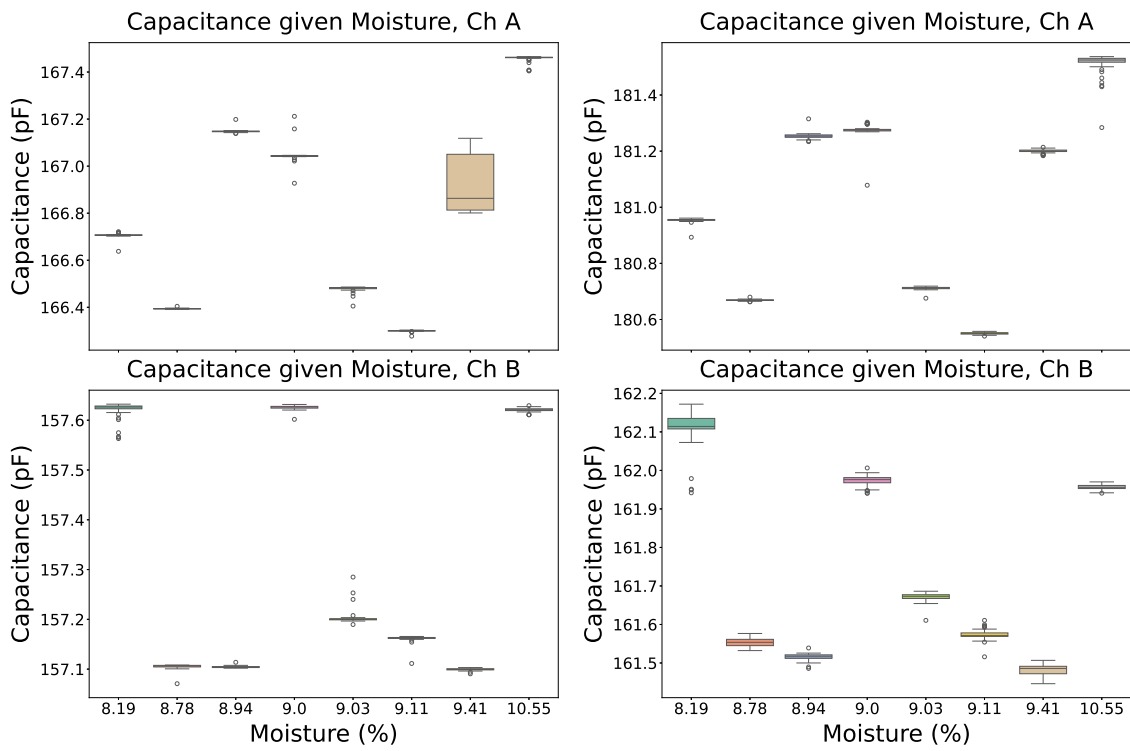 Capacitance given Moisture, Ch A
Capacitance (pF)
167.4
167.2
167.0
166.8
166.6
166.4
Capacitance given Moisture, Ch A
Capacitance (pF)
181.4
181.2
181.0
180.8
180.6
Capacitance given Moisture, Ch B
Capacitance (pF)
157.6
157.5
157.4
157.3
157.2
157.1
8.19 8.78 8.94 9.0 9.03 9.11 9.41 10.55
Moisture (%)
Capacitance given Moisture, Ch B
Capacitance (pF)
162.2
162.1
162.0
161.9
161.8
161.7
161.6
161.5
8.19 8.78 8.94 9.0 9.03 9.11 9.41 10.55
Moisture (%)